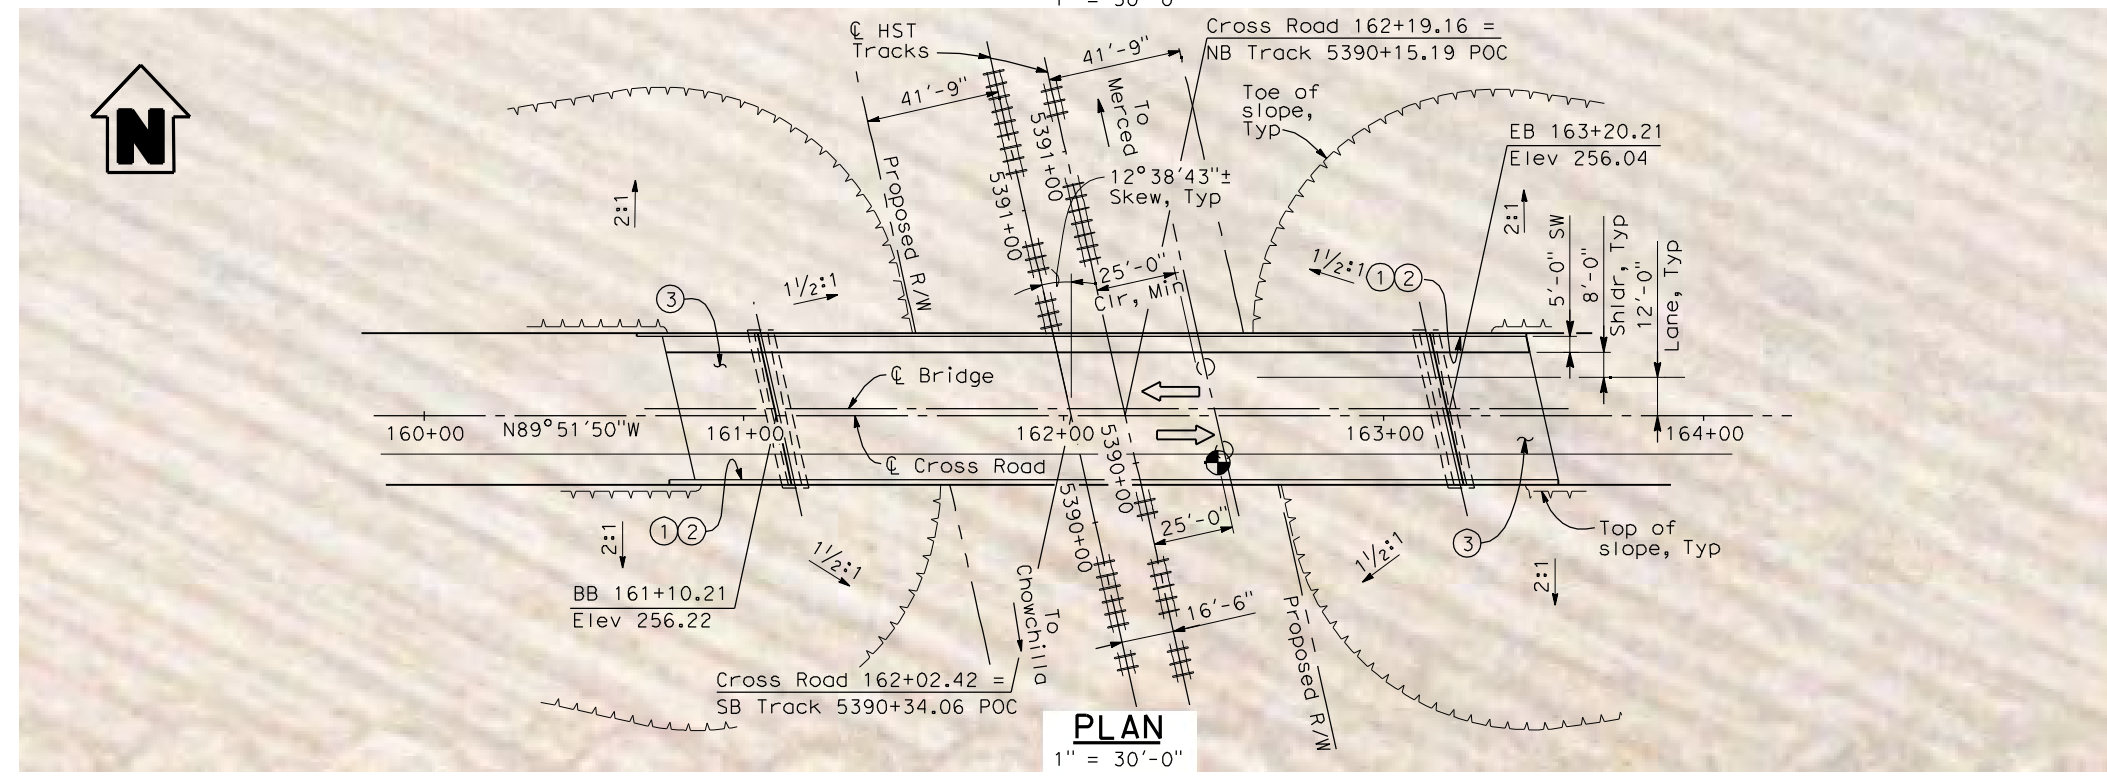 1" = 30'-0"
℄ HST
Tracks
41'-9"
41'-9"
Cross Road 162+19.16 =
NB Track 5390+15.19 POC
To
Merced
Toe of
slope,
Typ
EB 163+20.21
Elev 256.04
N
Proposed R/W
5391+00
5391+00
12°38'43"±
Skew, Typ
2:1
2:1
5'-0" SW
8'-0"
Shldr, Typ
12'-0"
Lane, Typ
1½:1
25'-0"
Clr, Min
1½:1
1 2
3
℄ Bridge
160+00
N89°51'50"W
161+00
162+00
163+00
164+00
℄ Cross Road
5390+00
5390+00
25'-0"
1 2
2:1
1½:1
1½:1
3
2:1
Top of
slope, Typ
BB 161+10.21
Elev 256.22
To
Chowchilla
16'-6"
Proposed R/W
Cross Road 162+02.42 =
SB Track 5390+34.06 POC
PLAN
1" = 30'-0"